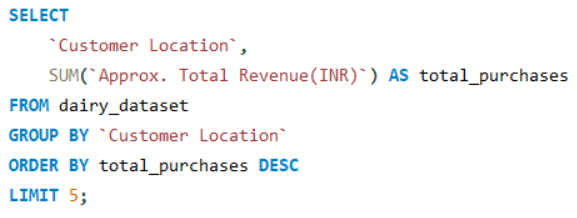 SELECT
`Customer Location`,
SUM(`Approx. Total Revenue(INR)`) AS total_purchases
FROM dairy_dataset
GROUP BY `Customer Location`
ORDER BY total_purchases DESC
LIMIT 5;